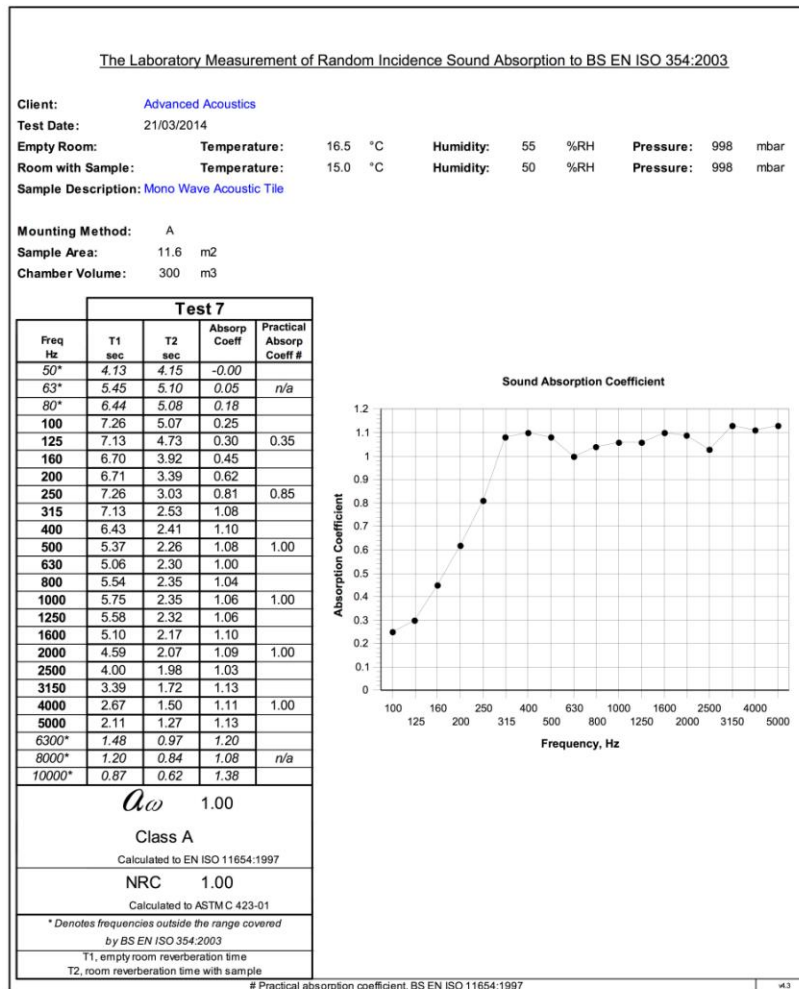 The Laboratory Measurement of Random Incidence Sound Absorption to BS EN ISO 354:2003
Client: Advanced Acoustics
Test Date: 21/03/2014
Empty Room: Temperature: 16.5 °C Humidity: 55 %RH Pressure: 998 mbar
Room with Sample: Temperature: 15.0 °C Humidity: 50 %RH Pressure: 998 mbar
Sample Description: Mono Wave Acoustic Tile
Mounting Method: A
Sample Area: 11.6 m2
Chamber Volume: 300 m3
Test 7
Freq Hz T1 sec T2 sec Absorp Coeff Practical Absorp Coeff #
50* 4.13 4.15 -0.00
63* 5.45 5.10 0.05 n/a
80* 6.44 5.08 0.18
100 7.26 5.07 0.25
125 7.13 4.73 0.30 0.35
160 6.70 3.92 0.45
200 6.71 3.39 0.62
250 7.26 3.03 0.81 0.85
315 7.13 2.53 1.08
400 6.43 2.41 1.10
500 5.37 2.26 1.08 1.00
630 5.06 2.30 1.00
800 5.54 2.35 1.04
1000 5.75 2.35 1.06 1.00
1250 5.58 2.32 1.06
1600 5.10 2.17 1.10
2000 4.59 2.07 1.09 1.00
2500 4.00 1.98 1.03
3150 3.39 1.72 1.13
4000 2.67 1.50 1.11 1.00
5000 2.11 1.27 1.13
6300* 1.48 0.97 1.20
8000* 1.20 0.84 1.08 n/a
10000* 0.87 0.62 1.38
αω 1.00
Class A
Calculated to EN ISO 11654:1997
NRC 1.00
Calculated to ASTM C 423-01
* Denotes frequencies outside the range covered
by BS EN ISO 354:2003
T1, empty room reverberation time
T2, room reverberation time with sample
Sound Absorption Coefficient
Absorption Coefficient
1.2
1.1
1
0.9
0.8
0.7
0.6
0.5
0.4
0.3
0.2
0.1
0
100 160 250 400 630 1000 1600 2500 4000
125 200 315 500 800 1250 2000 3150 5000
Frequency, Hz
# Practical absorption coefficient, BS EN ISO 11654:1997
v4.3